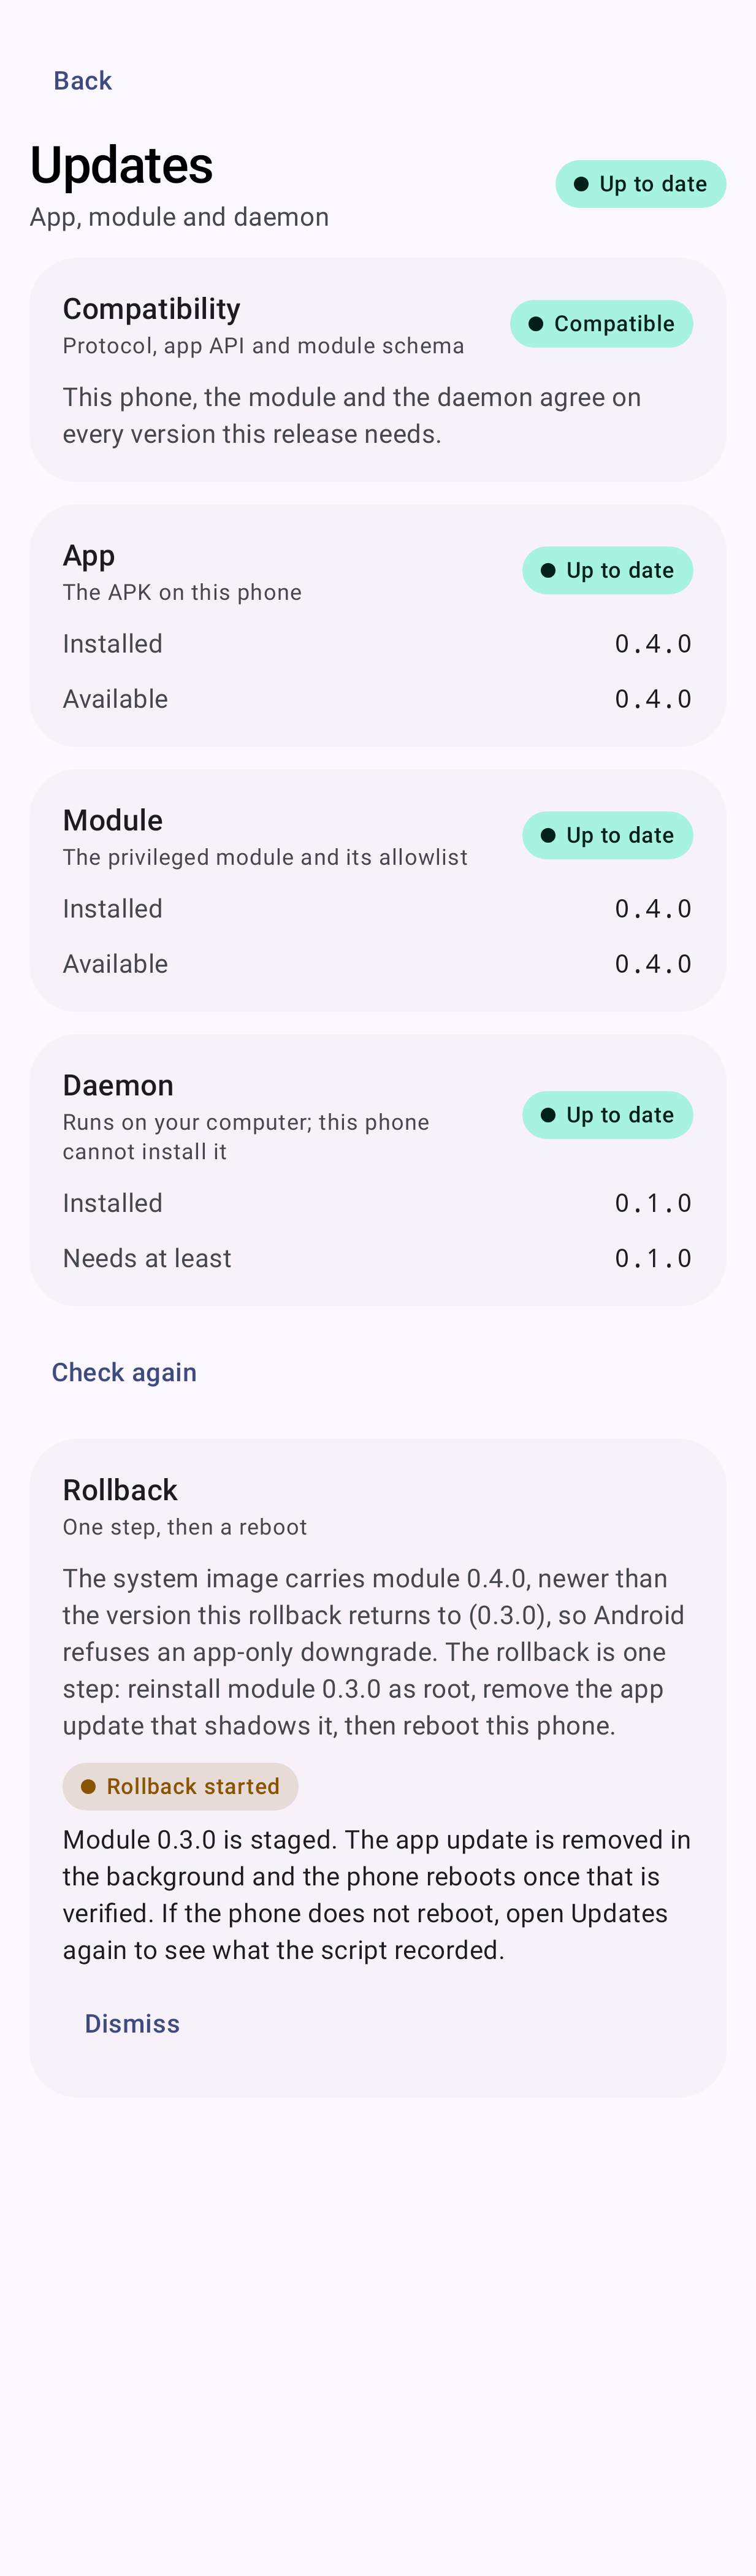 Back
Updates
App, module and daemon
Up to date
Compatibility
Protocol, app API and module schema
Compatible
This phone, the module and the daemon agree on
every version this release needs.
App
The APK on this phone
Up to date
Installed 0.4.0
Available 0.4.0
Module
The privileged module and its allowlist
Up to date
Installed 0.4.0
Available 0.4.0
Daemon
Runs on your computer; this phone
cannot install it
Up to date
Installed 0.1.0
Needs at least 0.1.0
Check again
Rollback
One step, then a reboot
The system image carries module 0.4.0, newer than
the version this rollback returns to (0.3.0), so Android
refuses an app-only downgrade. The rollback is one
step: reinstall module 0.3.0 as root, remove the app
update that shadows it, then reboot this phone.
Rollback started
Module 0.3.0 is staged. The app update is removed in
the background and the phone reboots once that is
verified. If the phone does not reboot, open Updates
again to see what the script recorded.
Dismiss